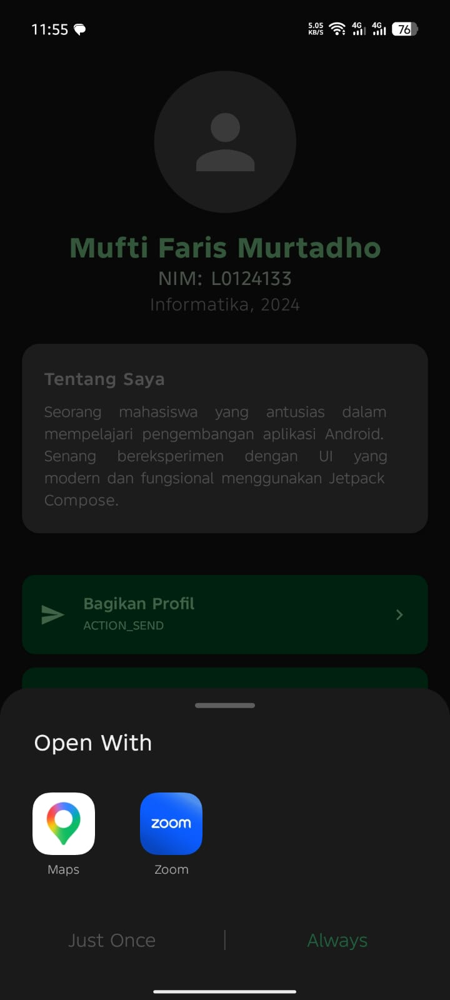 11:55
5.05 KB/S 4G 4G 76
Mufti Faris Murtadho
NIM: L0124133
Informatika, 2024
Tentang Saya
Seorang mahasiswa yang antusias dalam
mempelajari pengembangan aplikasi Android.
Senang bereksperimen dengan UI yang
modern dan fungsional menggunakan Jetpack
Compose.
Bagikan Profil
ACTION_SEND
Open With
zoom
Maps
Zoom
Just Once
Always